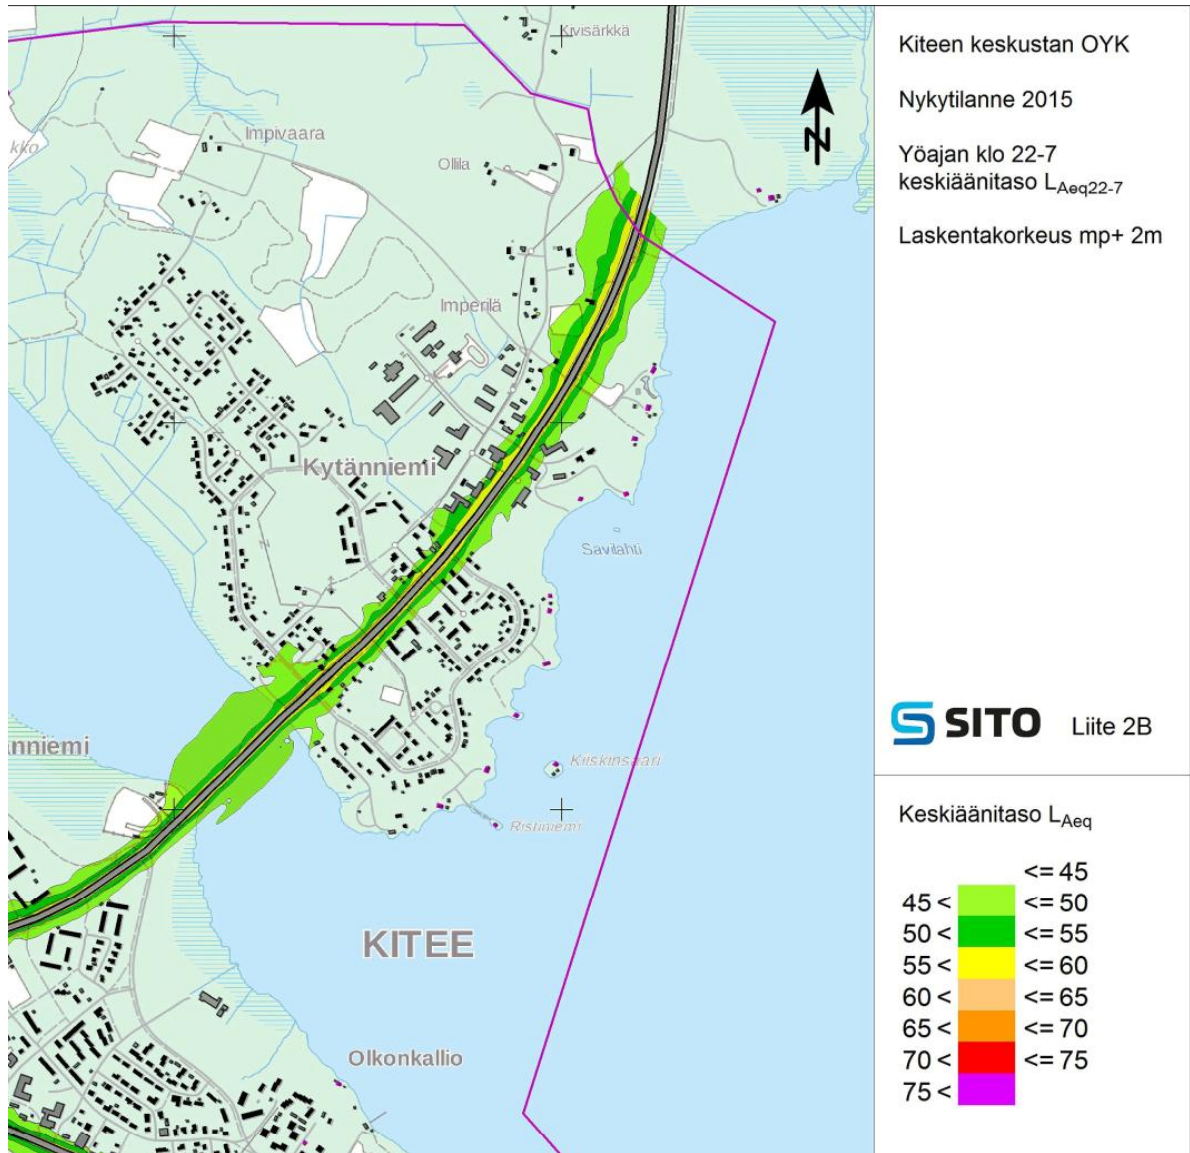 Kivisärkkä
Impivaara
kko
Ollila
Imperilä
Kytänniemi
Savilahti
änniemi
Kiiskinsaari
Ristiniemi
KITEE
Olkonkallio
Kiteen keskustan OYK
Nykytilanne 2015
Yöajan klo 22-7
keskiäänitaso LAeq22-7
Laskentakorkeus mp+ 2m
N
SITO Liite 2B
Keskiäänitaso LAeq
<= 45
45 < <= 50
50 < <= 55
55 < <= 60
60 < <= 65
65 < <= 70
70 < <= 75
75 <